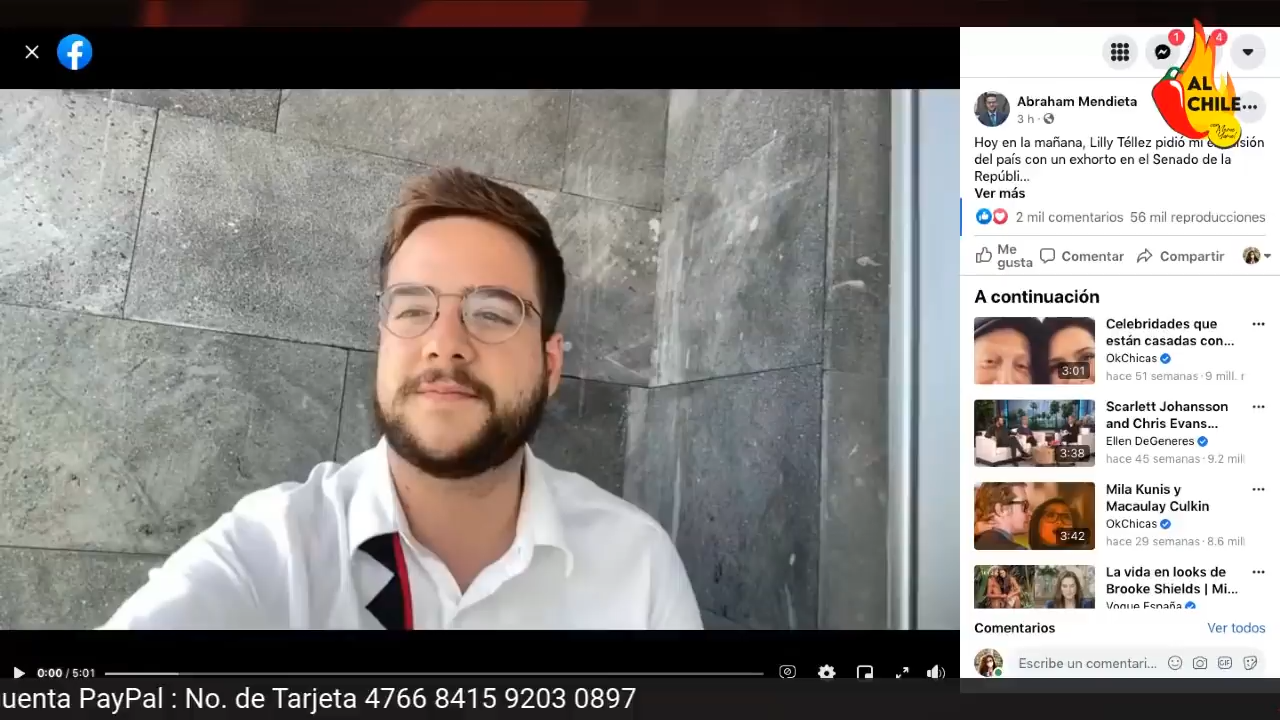 1
4
AL
CHILE
Abraham Mendieta
3 h
Hoy en la mañana, Lilly Téllez pidió mi
del país con un exhorto en el Senado de la
Repúbli...
Ver más
2 mil comentarios 56 mil reproducciones
Me gusta
Comentar
Compartir
A continuación
3:01
Celebridades que
están casadas con...
OkChicas
hace 51 semanas · 9 mill.
3:38
Scarlett Johansson
and Chris Evans...
Ellen DeGeneres
hace 45 semanas · 9.2 mil
3:42
Mila Kunis y
Macaulay Culkin
OkChicas
hace 29 semanas · 8.6 mil
La vida en looks de
Brooke Shields | Mi...
Vogue España
Comentarios Ver todos
Escribe un comentari...
GIF
0:00 / 5:01
uenta PayPal : No. de Tarjeta 4766 8415 9203 0897